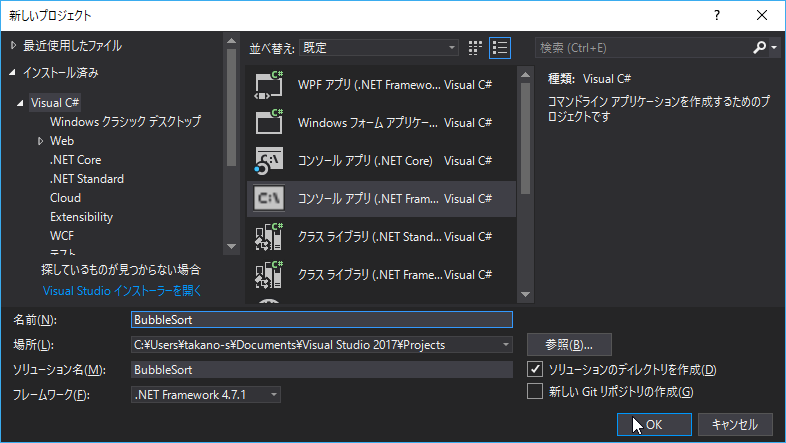 新しいプロジェクト
? ×
最近使用したファイル
インストール済み
Visual C#
Windows クラシック デスクトップ
Web
.NET Core
.NET Standard
Cloud
Extensibility
WCF
テスト
探しているものが見つからない場合
Visual Studio インストーラーを開く
並べ替え: 既定
WPF アプリ (.NET Framewo... Visual C#
Windows フォーム アプリケー... Visual C#
コンソール アプリ (.NET Core) Visual C#
コンソール アプリ (.NET Fram... Visual C#
クラス ライブラリ (.NET Stand... Visual C#
クラス ライブラリ (.NET Frame... Visual C#
検索 (Ctrl+E)
種類: Visual C#
コマンドライン アプリケーションを作成するためのプ
ロジェクトです
名前(N): BubbleSort
場所(L): C:¥Users¥takano-s¥Documents¥Visual Studio 2017¥Projects
参照(B)...
ソリューション名(M): BubbleSort
ソリューションのディレクトリを作成(D)
フレームワーク(F): .NET Framework 4.7.1
新しい Git リポジトリの作成(G)
OK キャンセル